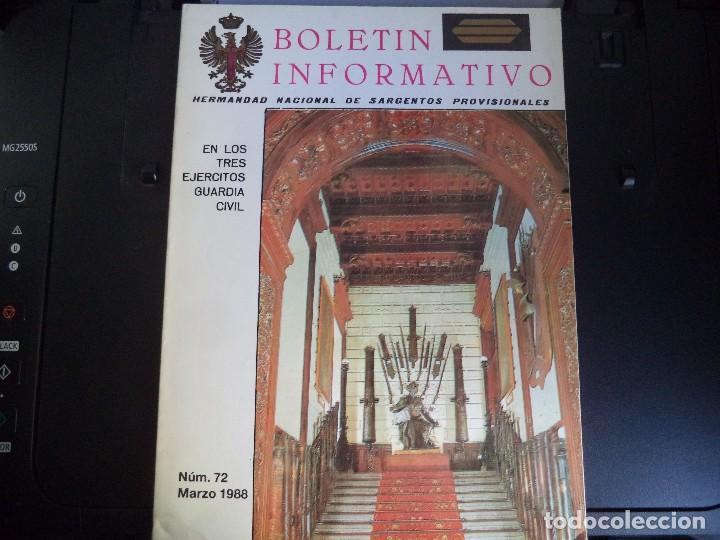 BOLETIN
INFORMATIVO
HERMANDAD NACIONAL DE SARGENTOS PROVISIONALES
EN LOS
TRES
EJERCITOS
GUARDIA
CIVIL
Núm. 72
Marzo 1988
MG2550S
B
C
LACK
OR
todocoleccion